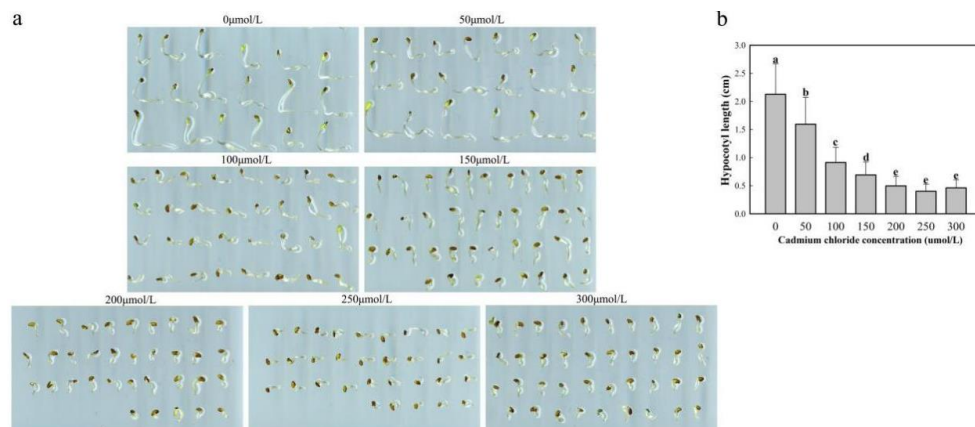 a
0μmol/L
50μmol/L
100μmol/L
150μmol/L
200μmol/L
250μmol/L
300μmol/L
b
Hypocotyl length (cm)
3.0
2.5
2.0
1.5
1.0
0.5
0.0
a
b
c
d
e
e
e
0 50 100 150 200 250 300
Cadmium chloride concentration (umol/L)